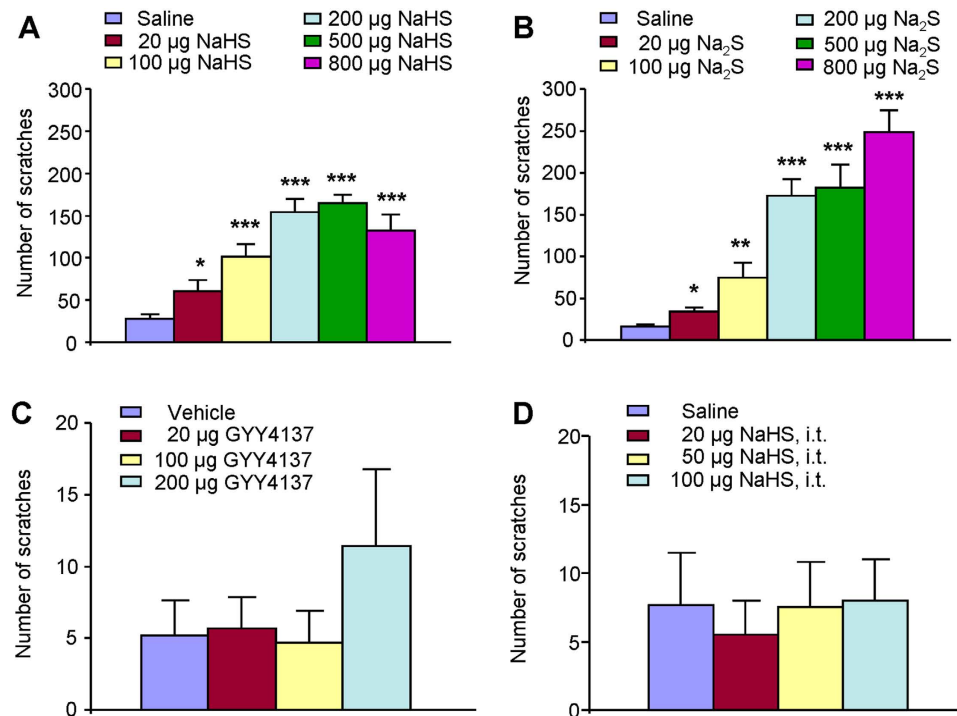 A
Saline
20 µg NaHS
100 µg NaHS
200 µg NaHS
500 µg NaHS
800 µg NaHS
Number of scratches
300
250
200
150
100
50
0
*
***
***
***
***
B
Saline
20 µg Na₂S
100 µg Na₂S
200 µg Na₂S
500 µg Na₂S
800 µg Na₂S
Number of scratches
300
250
200
150
100
50
0
*
**
***
***
***
C
Vehicle
20 µg GYY4137
100 µg GYY4137
200 µg GYY4137
Number of scratches
20
15
10
5
0
D
Saline
20 µg NaHS, i.t.
50 µg NaHS, i.t.
100 µg NaHS, i.t.
Number of scratches
20
15
10
5
0